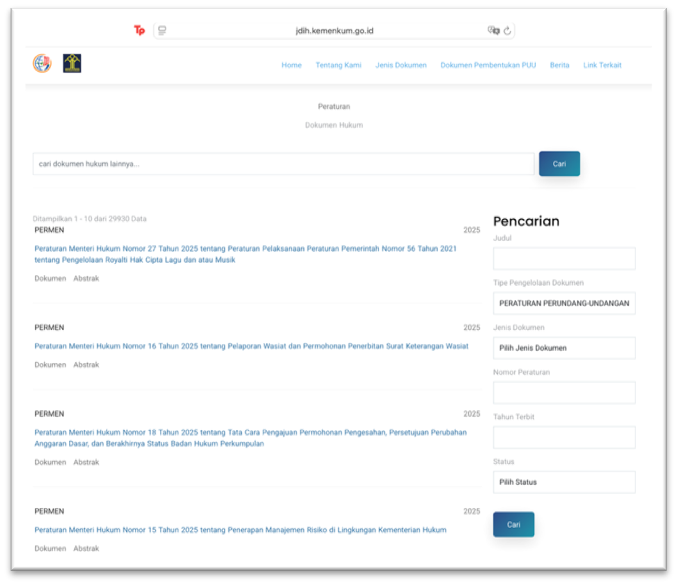 Tp
jdih.kemenkum.go.id
Home Tentang Kami Jenis Dokumen Dokumen Pembentukan PUU Berita Link Terkait
Peraturan
Dokumen Hukum
cari dokumen hukum lainnya...
Cari
Ditampilkan 1 - 10 dari 29930 Data
PERMEN 2025
Peraturan Menteri Hukum Nomor 27 Tahun 2025 tentang Peraturan Pelaksanaan Peraturan Pemerintah Nomor 56 Tahun 2021
tentang Pengelolaan Royalti Hak Cipta Lagu dan atau Musik
Dokumen Abstrak
PERMEN 2025
Peraturan Menteri Hukum Nomor 16 Tahun 2025 tentang Pelaporan Wasiat dan Permohonan Penerbitan Surat Keterangan Wasiat
Dokumen Abstrak
PERMEN 2025
Peraturan Menteri Hukum Nomor 18 Tahun 2025 tentang Tata Cara Pengajuan Permohonan Pengesahan, Persetujuan Perubahan
Anggaran Dasar, dan Berakhirnya Status Badan Hukum Perkumpulan
Dokumen Abstrak
PERMEN 2025
Peraturan Menteri Hukum Nomor 15 Tahun 2025 tentang Penerapan Manajemen Risiko di Lingkungan Kementerian Hukum
Dokumen Abstrak
Pencarian
Judul
Tipe Pengelolaan Dokumen
PERATURAN PERUNDANG-UNDANGAN
Jenis Dokumen
Pilih Jenis Dokumen
Nomor Peraturan
Tahun Terbit
Status
Pilih Status
Cari